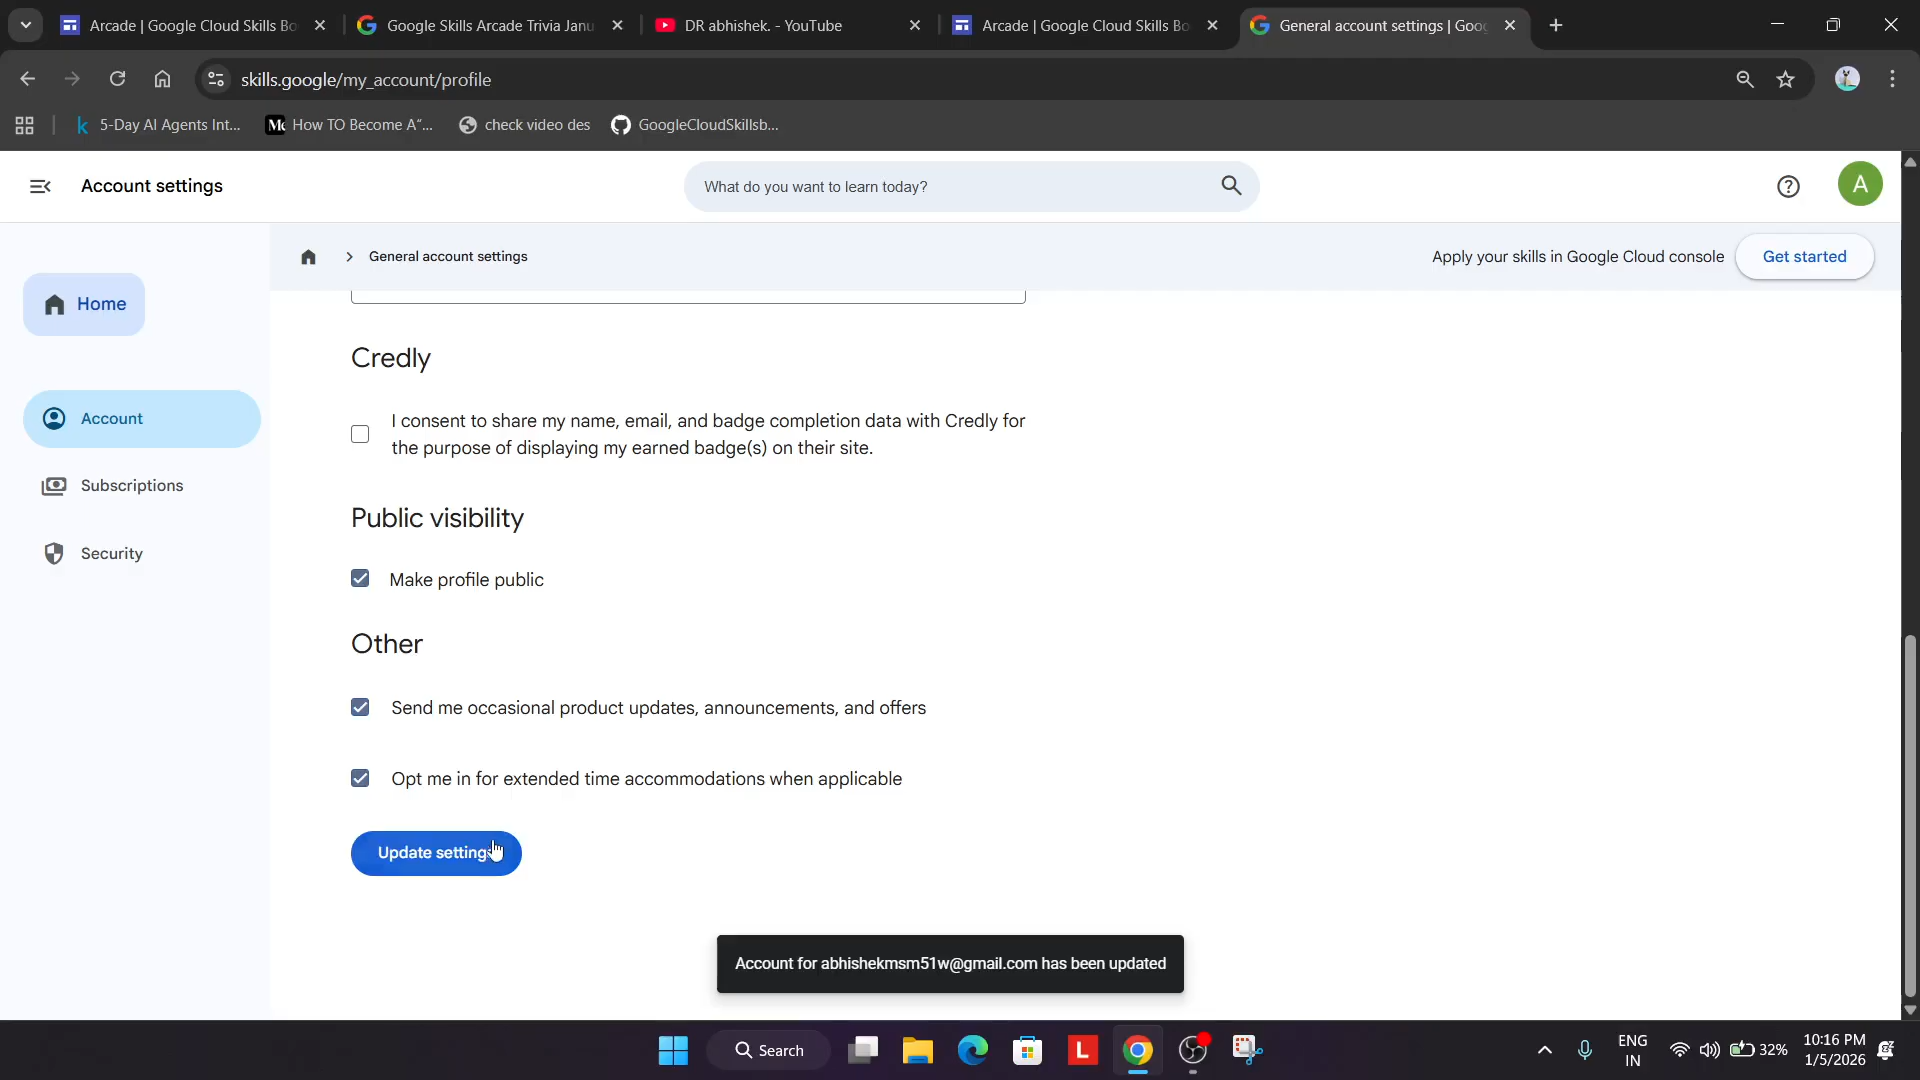 Arcade | Google Cloud Skills Bo
Google Skills Arcade Trivia Janu
DR abhishek. - YouTube
Arcade | Google Cloud Skills Bo
General account settings | Goog
skills.google/my_account/profile
5-Day AI Agents Int...
How TO Become A"...
check video des
GoogleCloudSkillsb...
Account settings
What do you want to learn today?
A
General account settings
Apply your skills in Google Cloud console
Get started
Home
Account
Subscriptions
Security
Credly
I consent to share my name, email, and badge completion data with Credly for
the purpose of displaying my earned badge(s) on their site.
Public visibility
Make profile public
Other
Send me occasional product updates, announcements, and offers
Opt me in for extended time accommodations when applicable
Update setting
Account for abhishekmsm51w@gmail.com has been updated
Search
L
ENG
IN
32%
10:16 PM
1/5/2026